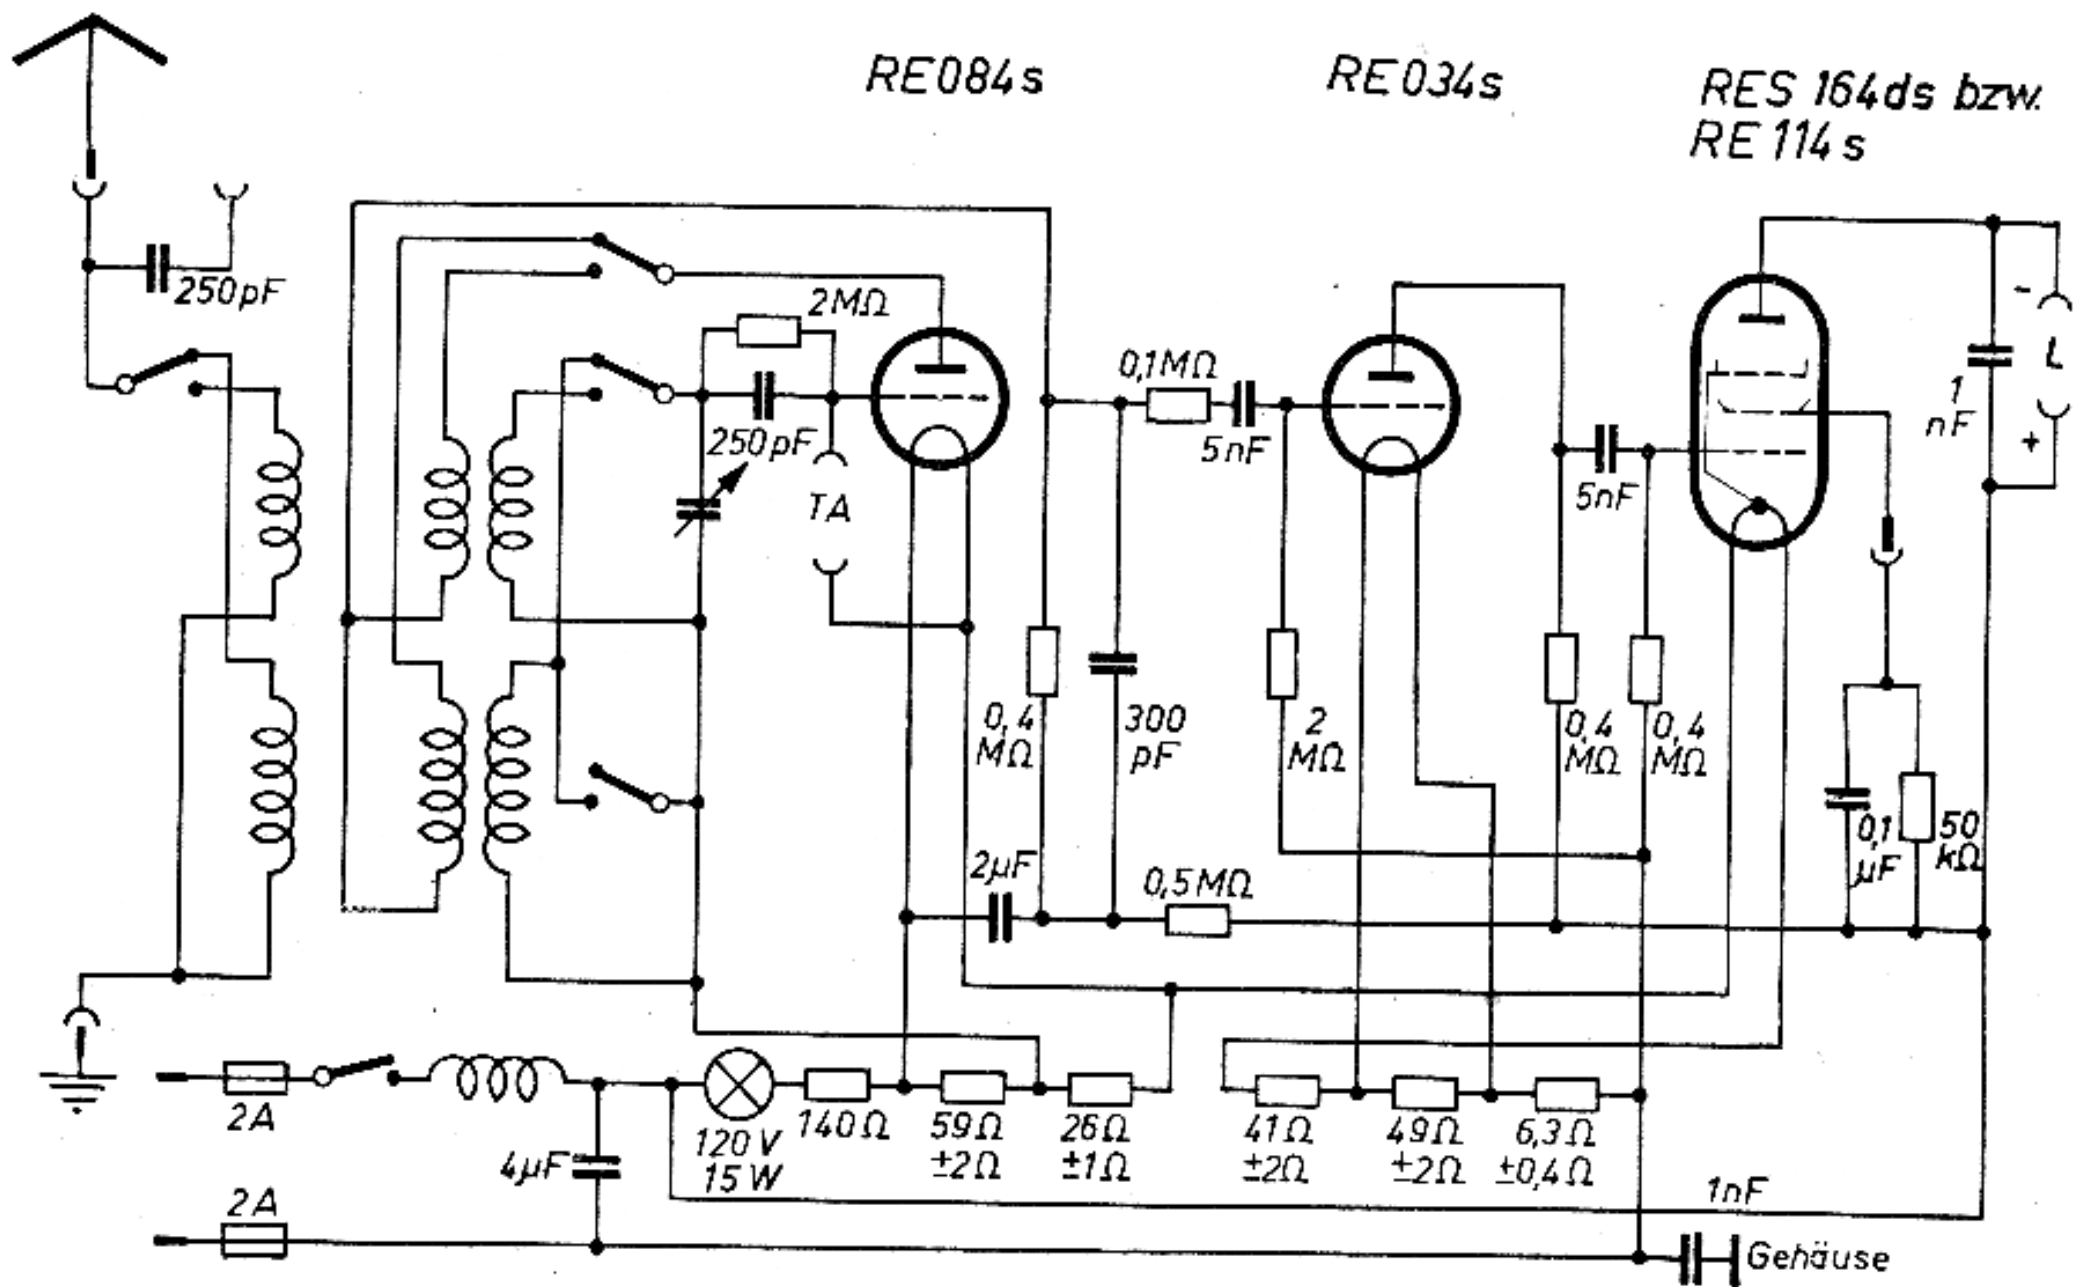 RE084s
RE034s
RES 164ds bzw.
RE 114s
250pF
2MΩ
250pF
TA
0,1MΩ
5nF
5nF
-
L
+
1
nF
0,4
MΩ
300
pF
2
MΩ
0,4
MΩ
0,4
MΩ
0,1
µF
50
kΩ
2µF
0,5MΩ
2A
120V
15W
140Ω
59Ω
±2Ω
26Ω
±1Ω
41Ω
±2Ω
49Ω
±2Ω
6,3Ω
±0,4Ω
4µF
2A
1nF
Gehäuse